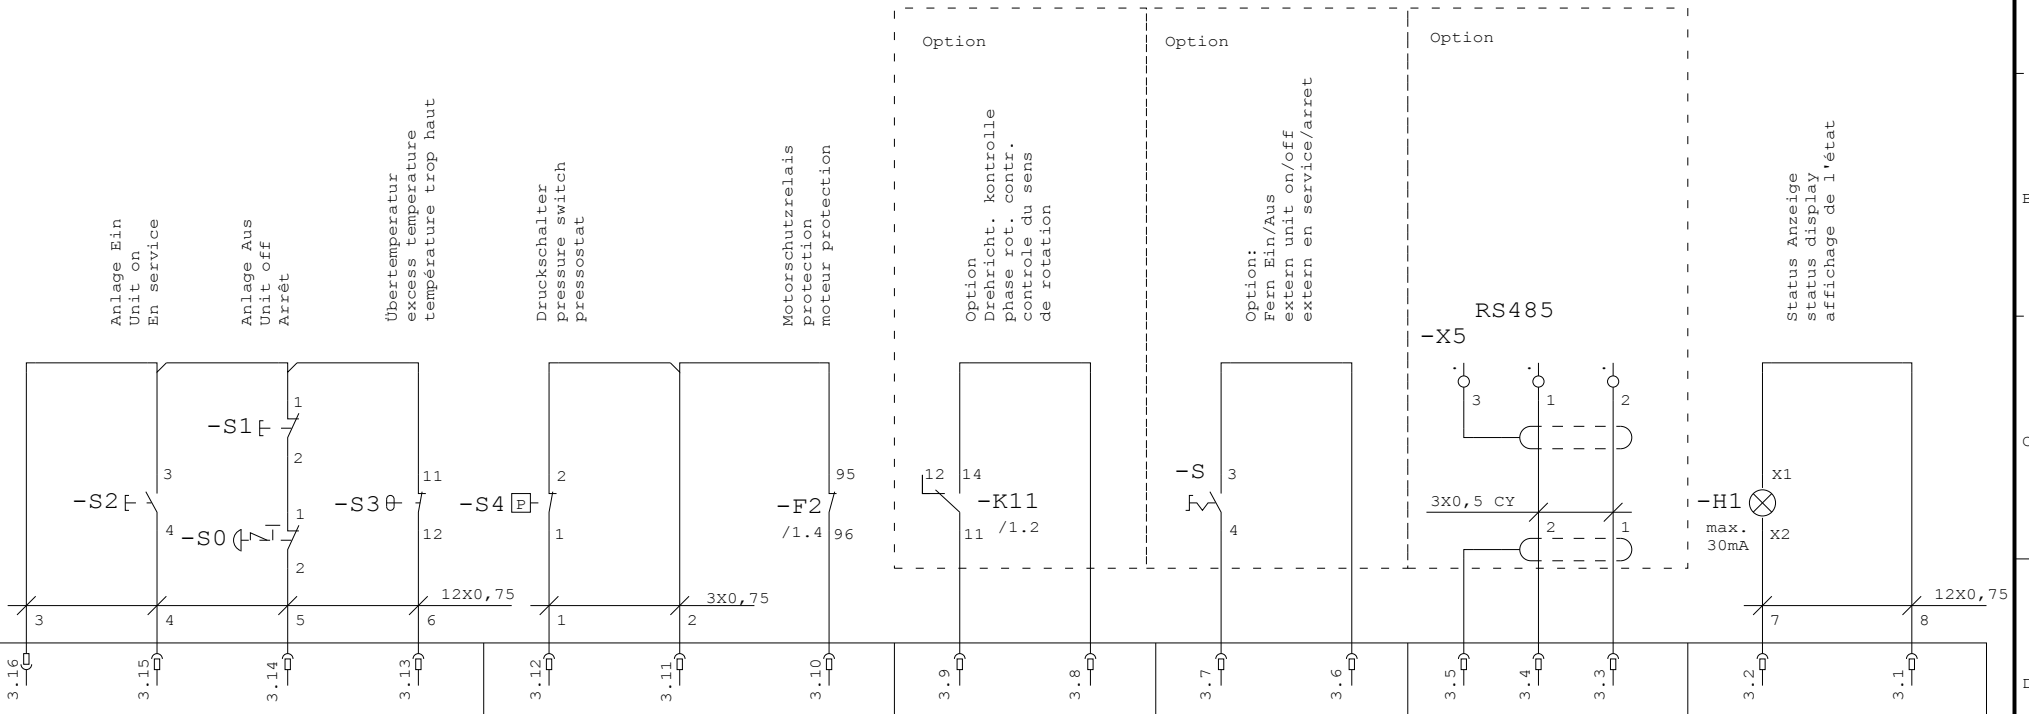 Option
Option
Option
Anlage Ein
Unit on
En service
Anlage Aus
Unit off
Arrêt
Übertemperatur
excess temperature
température trop haut
Druckschalter
pressure switch
pressostat
Motorschutzrelais
protection
moteur protection
Option
Drehricht. kontrolle
phase rot. contr.
controle du sens
de rotation
Option:
Fern Ein/Aus
extern unit on/off
extern en service/arret
RS485
-X5
Status Anzeige
status display
affichage de l'état
3
1
2
1
-S1
2
3
-S2
4
1
-S0
2
11
-S3
12
2
-S4
P
1
95
-F2
/1.4
96
12
14
-K11
/1.2
11
-S
3
4
3X0,5 CY
2
1
X1
-H1
max.
30mA
X2
12X0,75
3X0,75
12X0,75
3
4
5
6
1
2
7
8
3.16
3.15
3.14
3.13
3.12
3.11
3.10
3.9
3.8
3.7
3.6
3.5
3.4
3.3
3.2
3.1